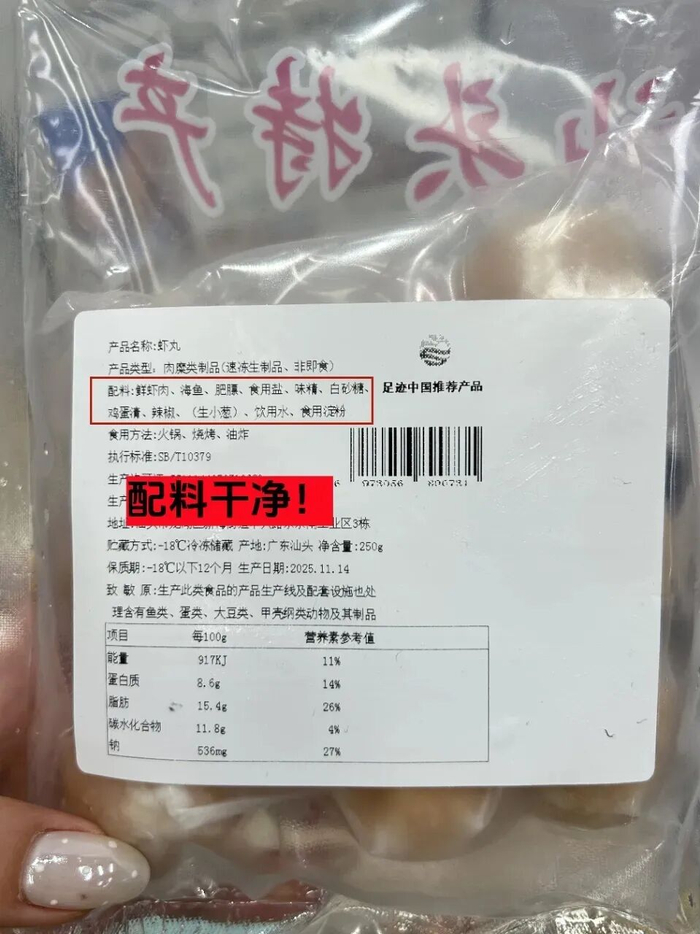 汕头特产
产品名称:虾丸
产品类型: 肉糜类制品(速冻生制品、非即食)
配料:鲜虾肉、海鱼、肥膘、食用盐、味精、白砂糖、
鸡蛋清、辣椒、(生小葱)、饮用水、食用淀粉
足迹中国推荐产品
食用方法:火锅、烧烤、油炸
执行标准:SB/T10379
配料干净!
贮藏方式:-18℃冷冻储藏 产地:广东汕头 净含量:250g
保质期:-18℃以下12个月 生产日期:2025.11.14
致 敏 原:生产此类食品的产品生产线及配套设施也处
理含有鱼类、蛋类、大豆类、甲壳纲类动物及其制品
项目 每100g 营养素参考值
能量 917KJ 11%
蛋白质 8.6g 14%
脂肪 15.4g 26%
碳水化合物 11.8g 4%
钠 536mg 27%